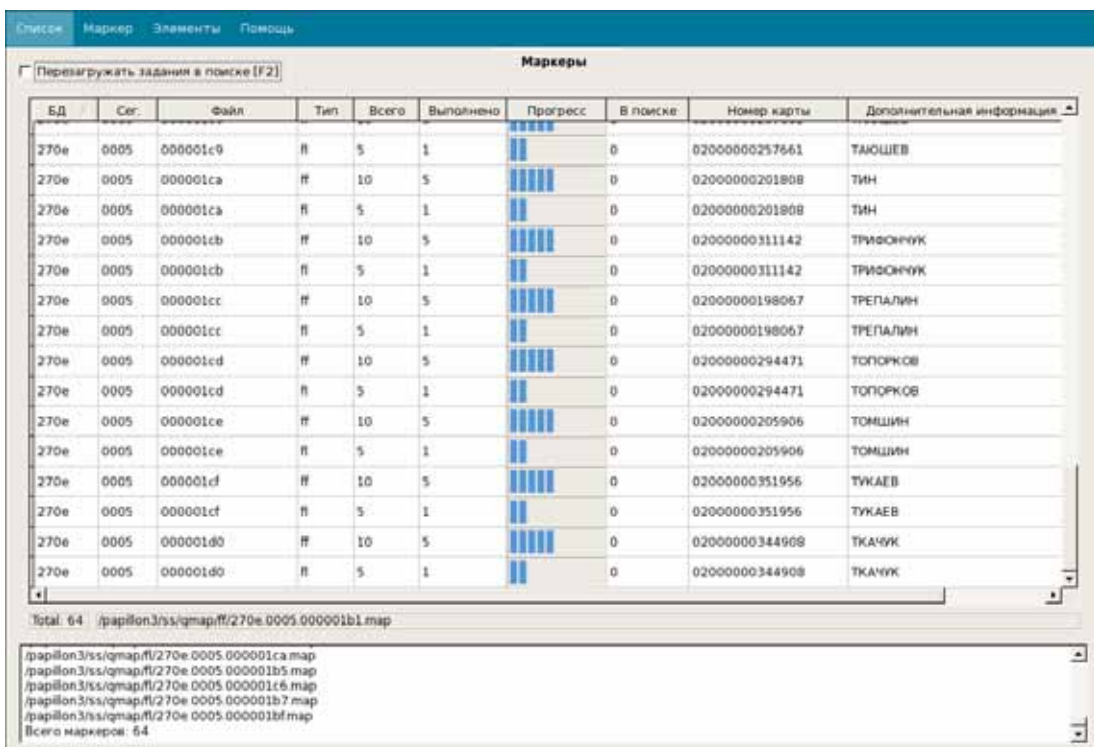 Список Маркер Элементы Помощь
Маркеры
Перезагружать задания в поиске [F2]
БД Сег. Файл Тип Всего Выполнено Прогресс В поиске Номер карты Дополнительная информация
270e 0005 000001c9 fl 5 1 0 02000000257661 ТАЮШЕВ
270e 0005 000001ca ff 10 5 0 02000000201808 ТИН
270e 0005 000001ca fl 5 1 0 02000000201808 ТИН
270e 0005 000001cb ff 10 5 0 02000000311142 ТРИФОНЧУК
270e 0005 000001cb fl 5 1 0 02000000311142 ТРИФОНЧУК
270e 0005 000001cc ff 10 5 0 02000000198067 ТРЕПАЛИН
270e 0005 000001cc fl 5 1 0 02000000198067 ТРЕПАЛИН
270e 0005 000001cd ff 10 5 0 02000000294471 ТОПОРКОВ
270e 0005 000001cd fl 5 1 0 02000000294471 ТОПОРКОВ
270e 0005 000001ce ff 10 5 0 02000000205906 ТОМШИН
270e 0005 000001ce fl 5 1 0 02000000205906 ТОМШИН
270e 0005 000001cf ff 10 5 0 02000000351956 ТУКАЕВ
270e 0005 000001cf fl 5 1 0 02000000351956 ТУКАЕВ
270e 0005 000001d0 ff 10 5 0 02000000344908 ТКАЧУК
270e 0005 000001d0 fl 5 1 0 02000000344908 ТКАЧУК
Total: 64 /papillon3/ss/qmap/ff/270e.0005.000001b1.map
/papillon3/ss/qmap/fl/270e.0005.000001ca.map
/papillon3/ss/qmap/fl/270e.0005.000001b5.map
/papillon3/ss/qmap/fl/270e.0005.000001c6.map
/papillon3/ss/qmap/fl/270e.0005.000001b7.map
/papillon3/ss/qmap/fl/270e.0005.000001bf.map
Всего маркеров: 64